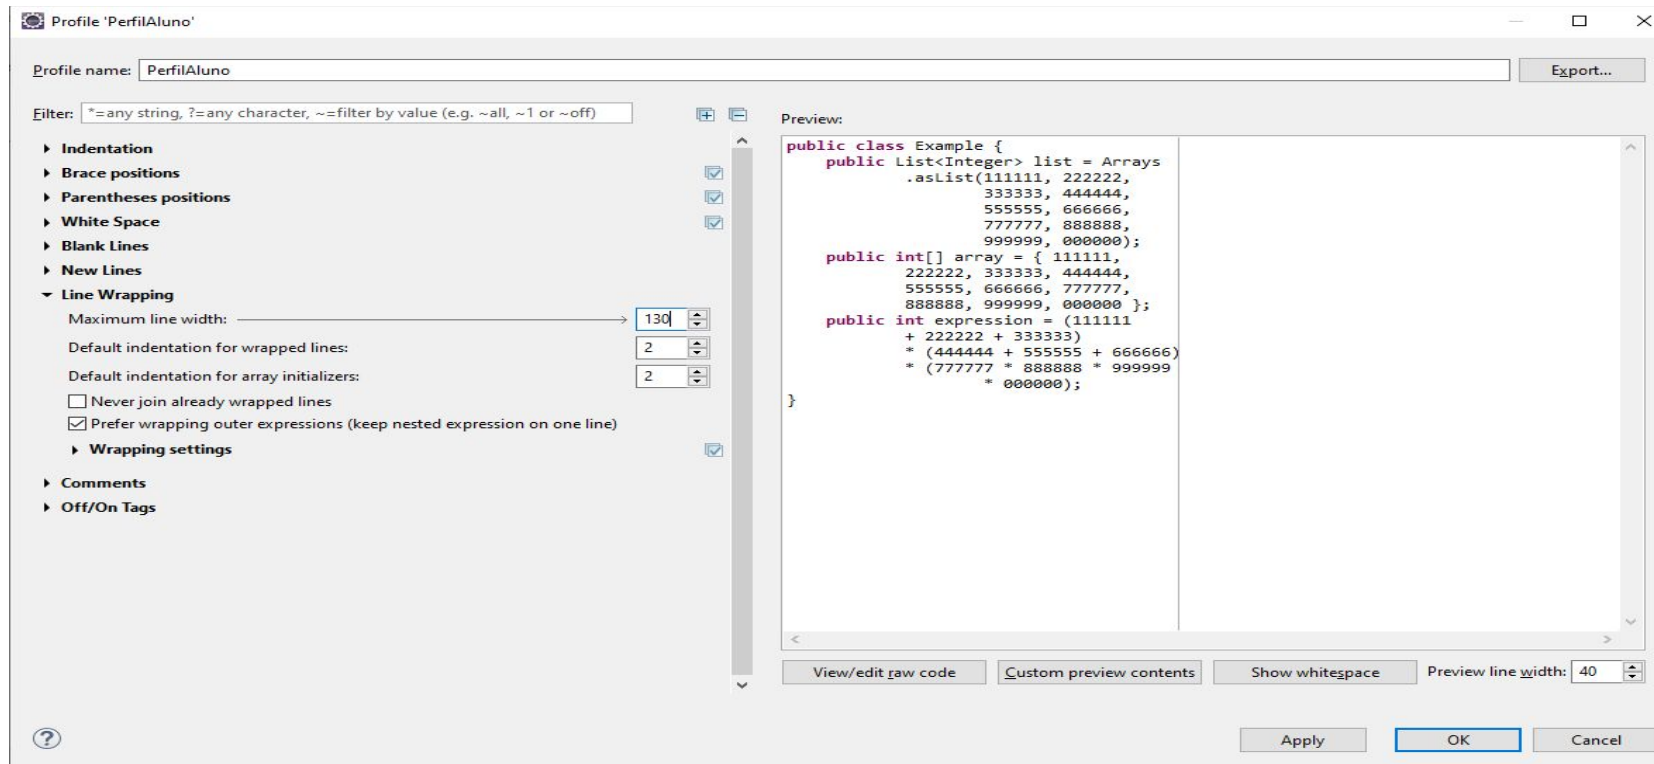 Profile 'PerfilAluno'
Profile name: PerfilAluno
Export...
Filter: *=any string, ?=any character, ~=filter by value (e.g. ~all, ~1 or ~off)
Indentation
Brace positions
Parentheses positions
White Space
Blank Lines
New Lines
Line Wrapping
Maximum line width: 130
Default indentation for wrapped lines: 2
Default indentation for array initializers: 2
Never join already wrapped lines
Prefer wrapping outer expressions (keep nested expression on one line)
Wrapping settings
Comments
Off/On Tags
Preview:
public class Example {
    public List<Integer> list = Arrays
            .asList(111111, 222222,
                    333333, 444444,
                    555555, 666666,
                    777777, 888888,
                    999999, 000000);
    public int[] array = { 111111,
            222222, 333333, 444444,
            555555, 666666, 777777,
            888888, 999999, 000000 };
    public int expression = (111111
            + 222222 + 333333)
            * (444444 + 555555 + 666666)
            * (777777 * 888888 * 999999
                    * 000000);
}
View/edit raw code
Custom preview contents
Show whitespace
Preview line width: 40
?
Apply
OK
Cancel